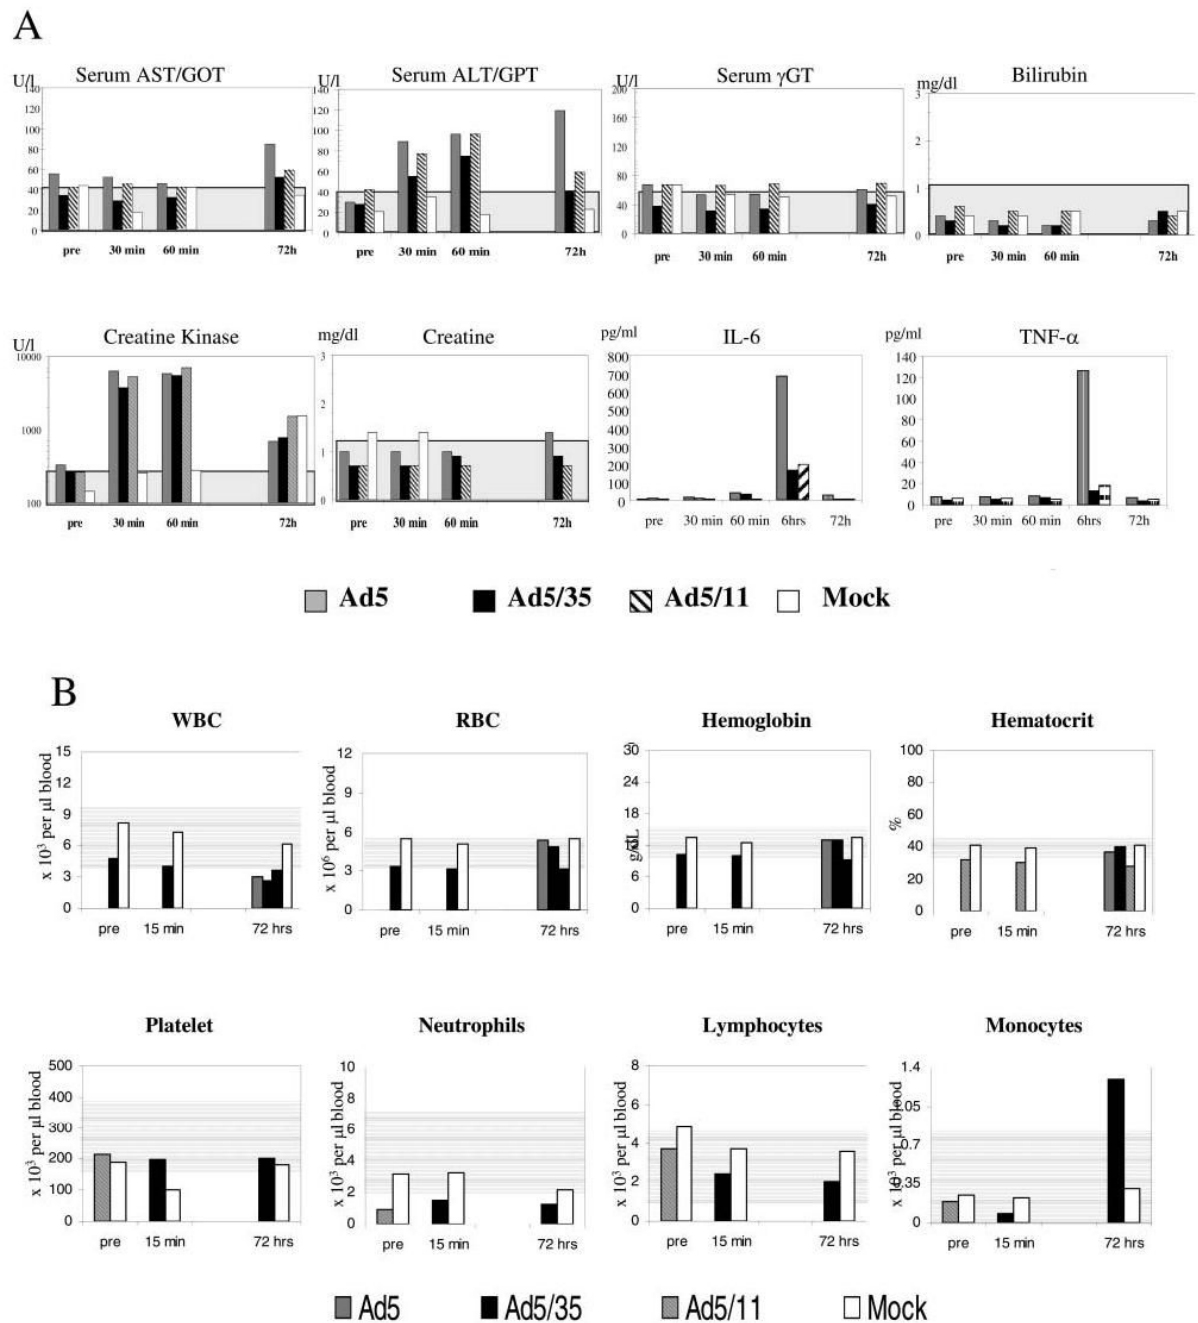 A
Serum AST/GOT
U/l
140
120
100
80
60
40
20
0
pre 30 min 60 min 72h
Serum ALT/GPT
U/l
140
120
100
80
60
40
20
0
pre 30 min 60 min 72h
Serum γGT
U/l
200
160
120
80
40
0
pre 30 min 60 min 72h
Bilirubin
mg/dl
3
2
1
0
pre 30 min 60 min 72h
Creatine Kinase
U/l
10000
1000
100
pre 30 min 60 min 72h
Creatine
mg/dl
3
2
1
0
pre 30 min 60 min 72h
IL-6
pg/ml
800
700
600
500
400
300
200
100
0
pre 30 min 60 min 6hrs 72h
TNF-α
pg/ml
140
120
100
80
60
40
20
0
pre 30 min 60 min 6hrs 72h
Ad5 Ad5/35 Ad5/11 Mock
B
WBC
x 10³ per µl blood
15
12
9
6
3
0
pre 15 min 72 hrs
RBC
x 10⁶ per µl blood
12
9
6
3
0
pre 15 min 72 hrs
Hemoglobin
g/dL
30
24
18
12
6
0
pre 15 min 72 hrs
Hematocrit
%
100
80
60
40
20
0
pre 15 min 72 hrs
Platelet
x 10³ per µl blood
500
400
300
200
100
0
pre 15 min 72 hrs
Neutrophils
x 10³ per µl blood
10
8
6
4
2
0
pre 15 min 72 hrs
Lymphocytes
x 10³ per µl blood
8
6
4
2
0
pre 15 min 72 hrs
Monocytes
x 10³ per µl blood
1.4
1.05
0.7
0.35
0
pre 15 min 72 hrs
Ad5 Ad5/35 Ad5/11 Mock